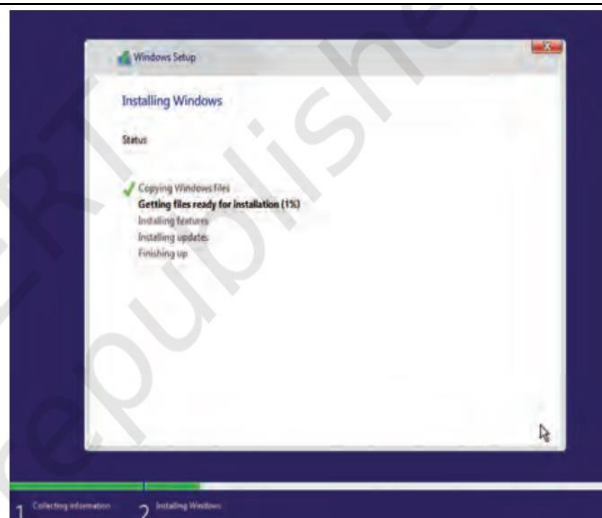 Windows Setup
Installing Windows
Status
Copying Windows files
Getting files ready for installation (1%)
Installing features
Installing updates
Finishing up
1 Collecting information
2 Installing Windows